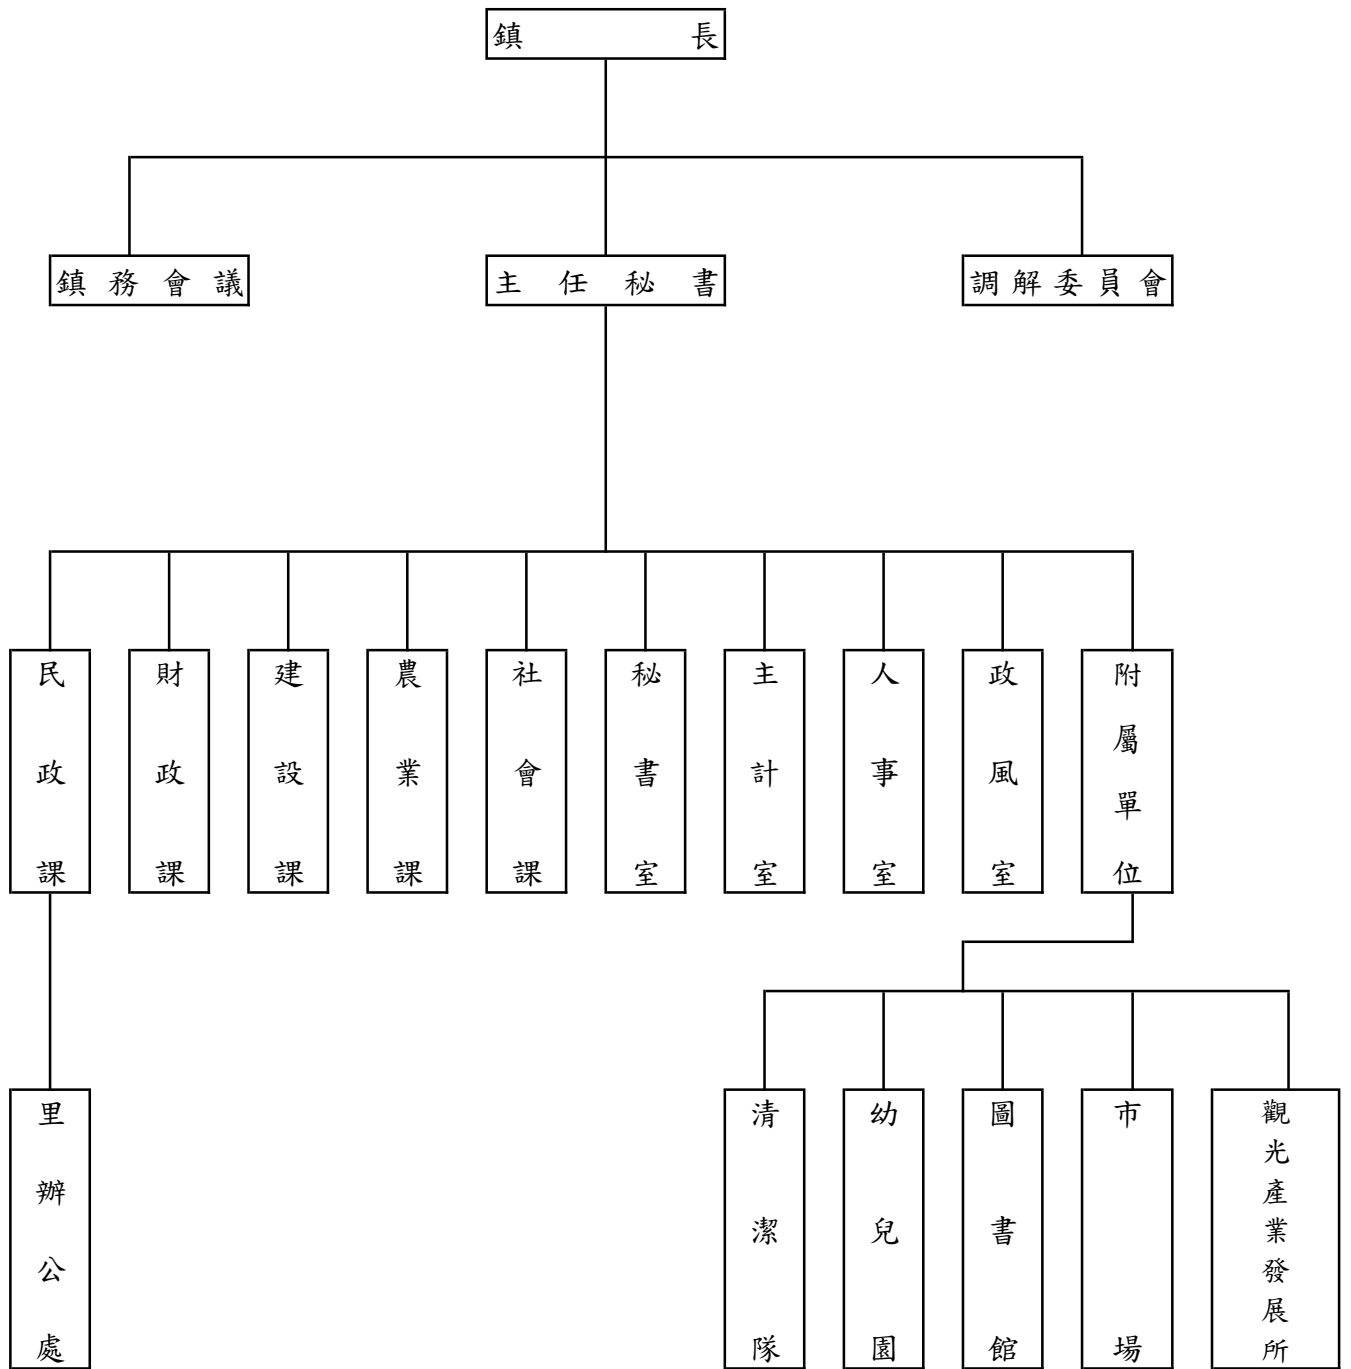 鎮長
鎮務會議
主任秘書
調解委員會
民政課
財政課
建設課
農業課
社會課
秘書室
主計室
人事室
政風室
附屬單位
里辦公處
清潔隊
幼兒園
圖書館
市場
觀光產業發展所